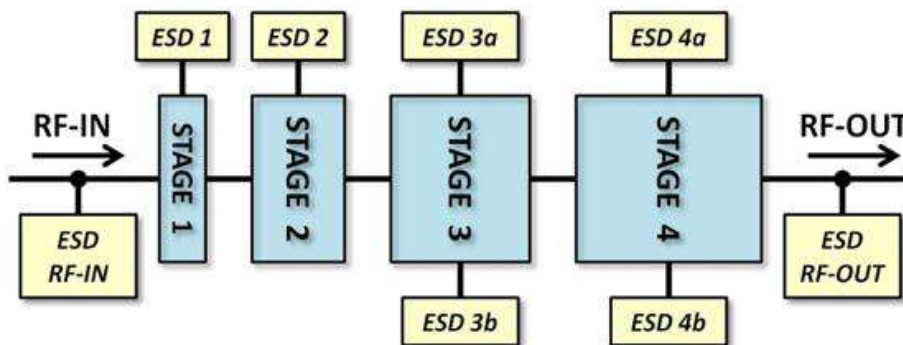 ESD 1
ESD 2
ESD 3a
ESD 4a
RF-IN
STAGE 1
STAGE 2
STAGE 3
STAGE 4
RF-OUT
ESD
RF-IN
ESD
RF-OUT
ESD 3b
ESD 4b